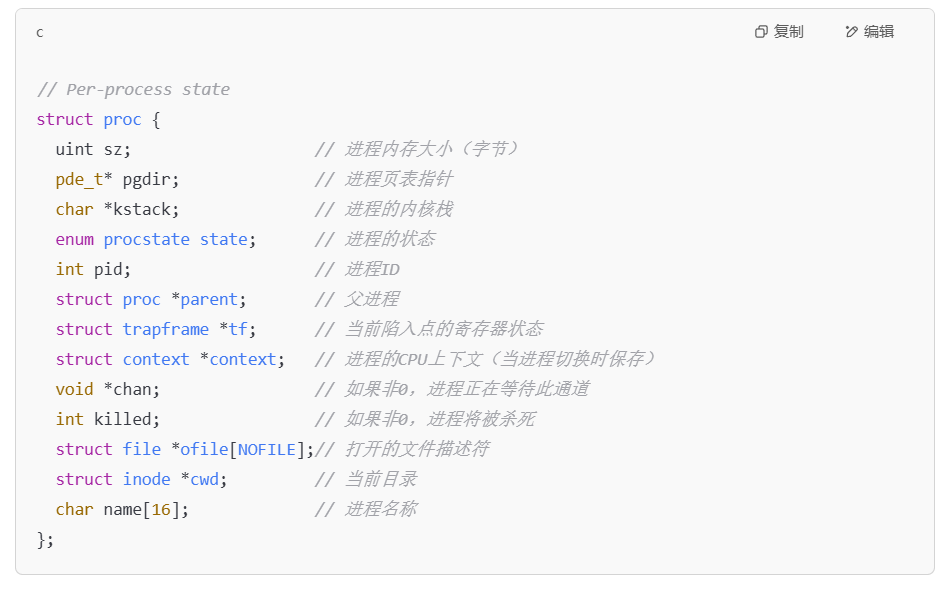 c
复制
编辑
// Per-process state
struct proc {
  uint sz;                   // 进程内存大小（字节）
  pde_t* pgdir;              // 进程页表指针
  char *kstack;              // 进程的内核栈
  enum procstate state;      // 进程的状态
  int pid;                   // 进程ID
  struct proc *parent;       // 父进程
  struct trapframe *tf;      // 当前陷入点的寄存器状态
  struct context *context;   // 进程的CPU上下文（当进程切换时保存）
  void *chan;                // 如果非0，进程正在等待此通道
  int killed;                // 如果非0，进程将被杀死
  struct file *ofile[NOFILE];// 打开的文件描述符
  struct inode *cwd;         // 当前目录
  char name[16];             // 进程名称
};